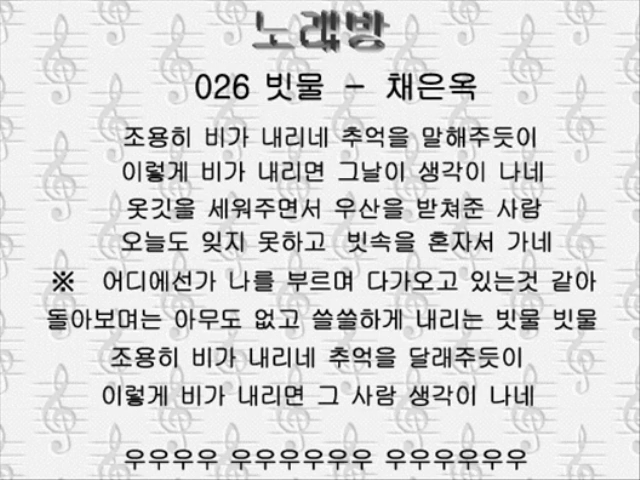 노래방
026 빗물 - 채은옥
조용히 비가 내리네 추억을 말해주듯이
이렇게 비가 내리면 그날이 생각이 나네
옷깃을 세워주면서 우산을 받쳐준 사람
오늘도 잊지 못하고 빗속을 혼자서 가네
※ 어디에선가 나를 부르며 다가오고 있는것 같아
돌아보며는 아무도 없고 쓸쓸하게 내리는 빗물 빗물
조용히 비가 내리네 추억을 달래주듯이
이렇게 비가 내리면 그 사람 생각이 나네
우우우우 우우우우우우 우우우우우우